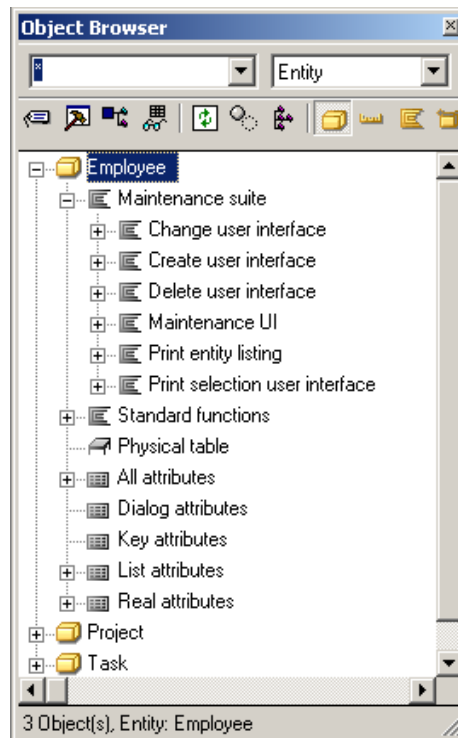 Object Browser
* Entity
Employee
Maintenance suite
Change user interface
Create user interface
Delete user interface
Maintenance UI
Print entity listing
Print selection user interface
Standard functions
Physical table
All attributes
Dialog attributes
Key attributes
List attributes
Real attributes
Project
Task
3 Object(s), Entity: Employee